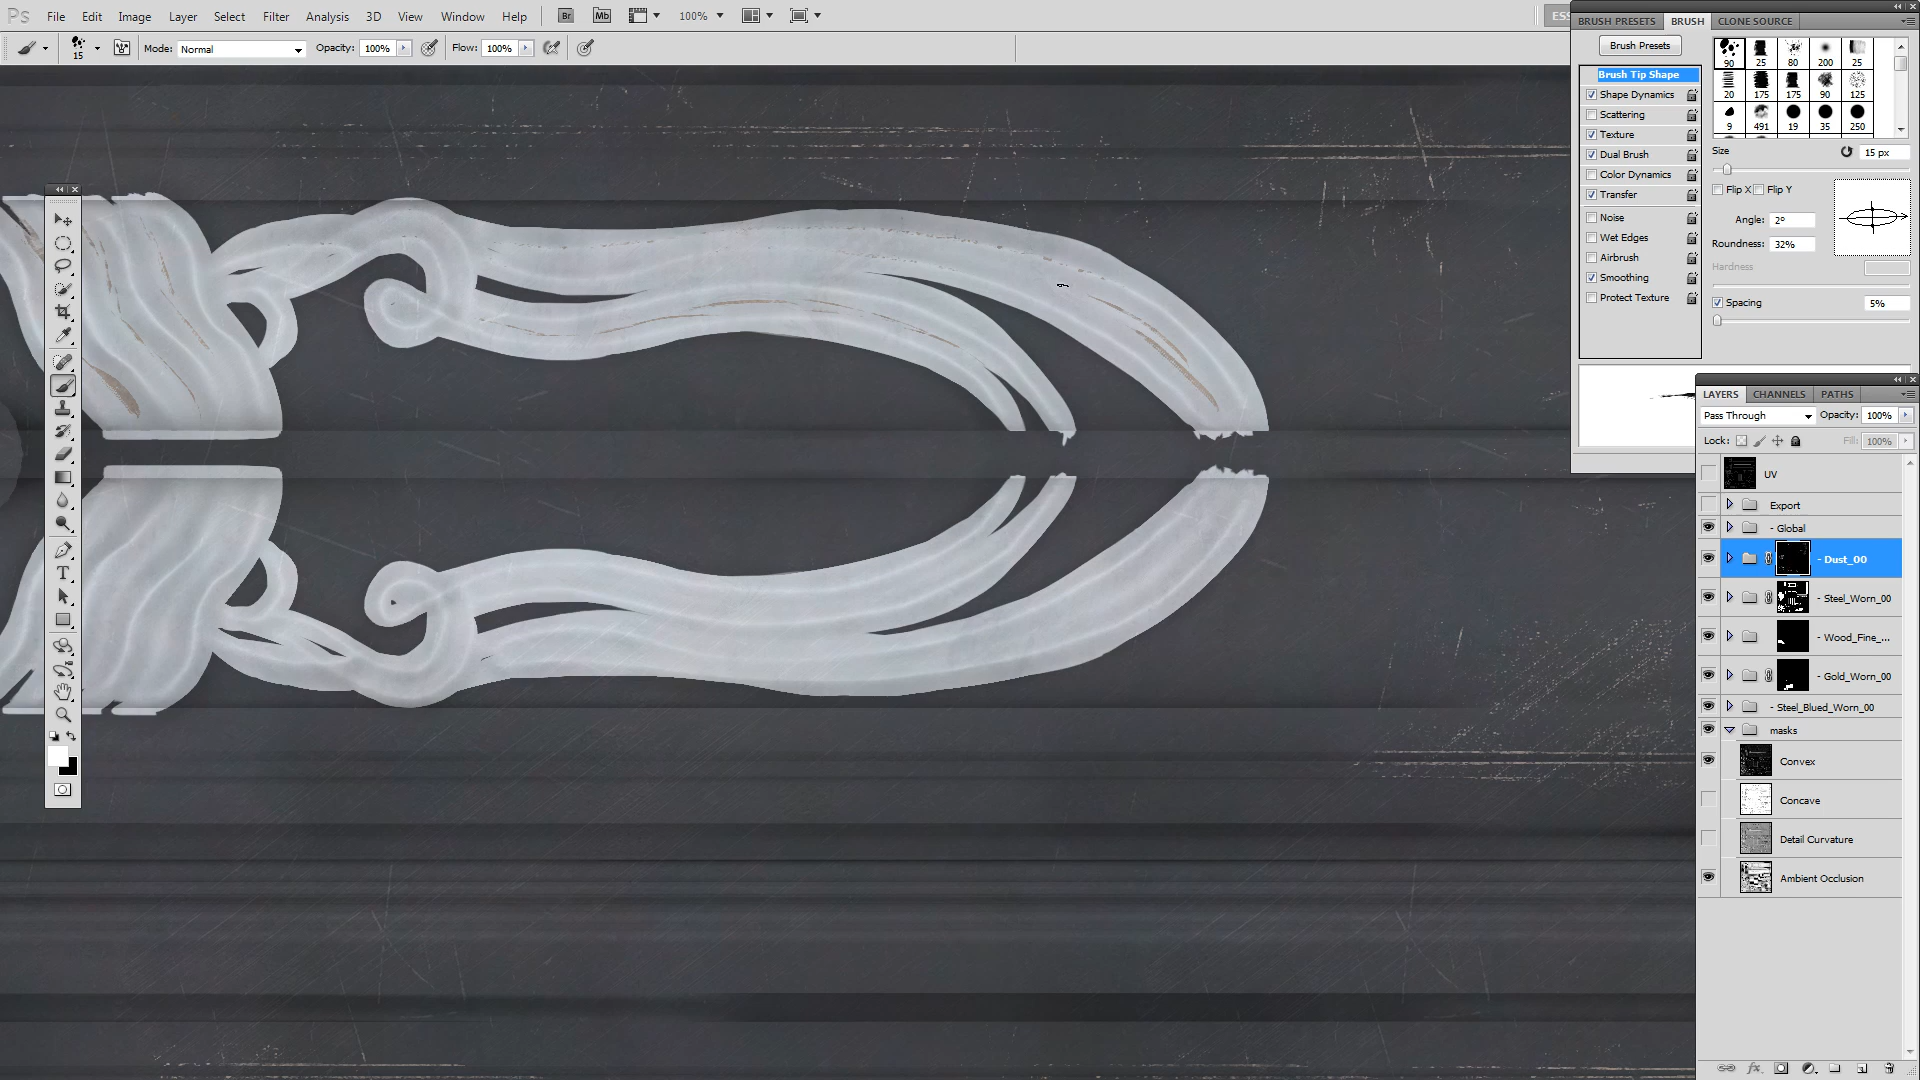 Ps File Edit Image Layer Select Filter Analysis 3D View Window Help Br Mb 100% ESS
15 Mode: Normal Opacity: 100% Flow: 100%
BRUSH PRESETS BRUSH CLONE SOURCE
Brush Presets
90 25 80 200 25
Brush Tip Shape
Shape Dynamics
20 175 175 90 125
Scattering
9 491 19 35 250
Texture
Dual Brush
Size 15 px
Color Dynamics
Transfer
Flip X Flip Y
Noise
Angle: 2º
Wet Edges
Roundness: 32%
Airbrush
Hardness
Smoothing
Protect Texture
Spacing 5%
LAYERS CHANNELS PATHS
Pass Through Opacity: 100%
Lock: Fill: 100%
UV
Export
- Global
- Dust_00
- Steel_Worn_00
- Wood_Fine_...
- Gold_Worn_00
- Steel_Blued_Worn_00
masks
Convex
Concave
Detail Curvature
Ambient Occlusion
T
fx